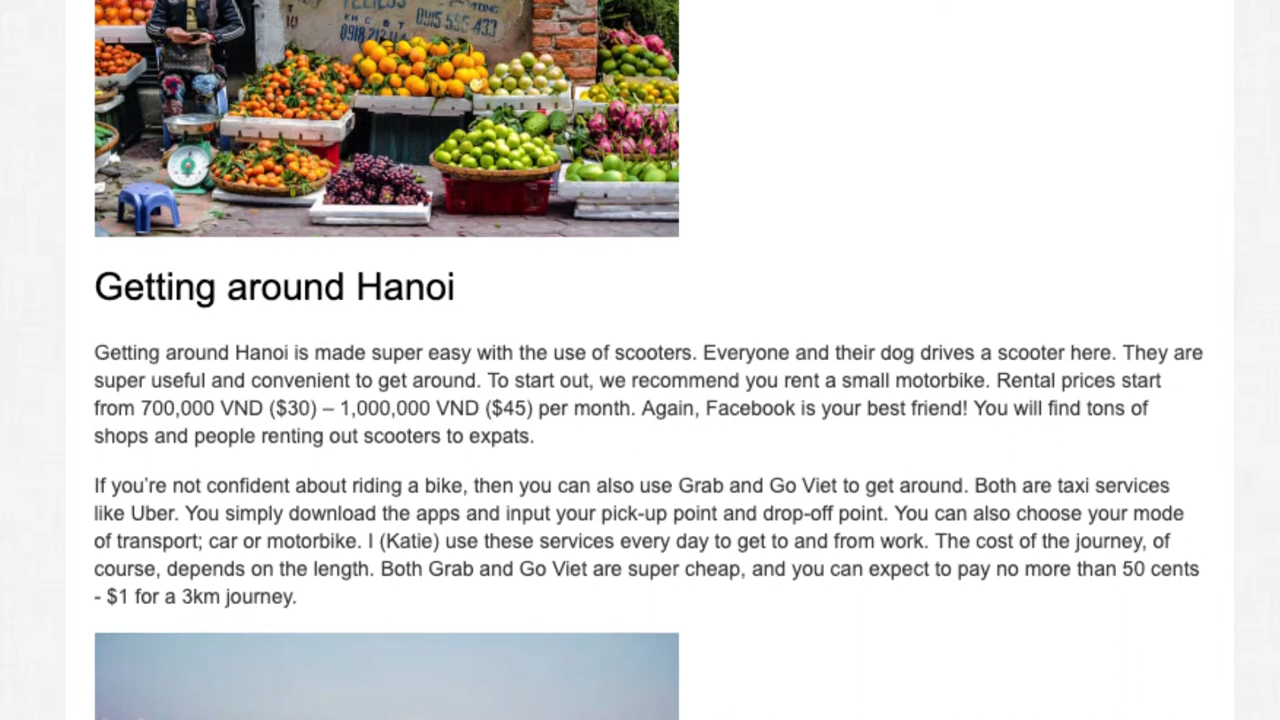 KH C B T
0918 212
0915 555 433
Getting around Hanoi
Getting around Hanoi is made super easy with the use of scooters. Everyone and their dog drives a scooter here. They are
super useful and convenient to get around. To start out, we recommend you rent a small motorbike. Rental prices start
from 700,000 VND ($30) – 1,000,000 VND ($45) per month. Again, Facebook is your best friend! You will find tons of
shops and people renting out scooters to expats.
If you’re not confident about riding a bike, then you can also use Grab and Go Viet to get around. Both are taxi services
like Uber. You simply download the apps and input your pick-up point and drop-off point. You can also choose your mode
of transport; car or motorbike. I (Katie) use these services every day to get to and from work. The cost of the journey, of
course, depends on the length. Both Grab and Go Viet are super cheap, and you can expect to pay no more than 50 cents
- $1 for a 3km journey.